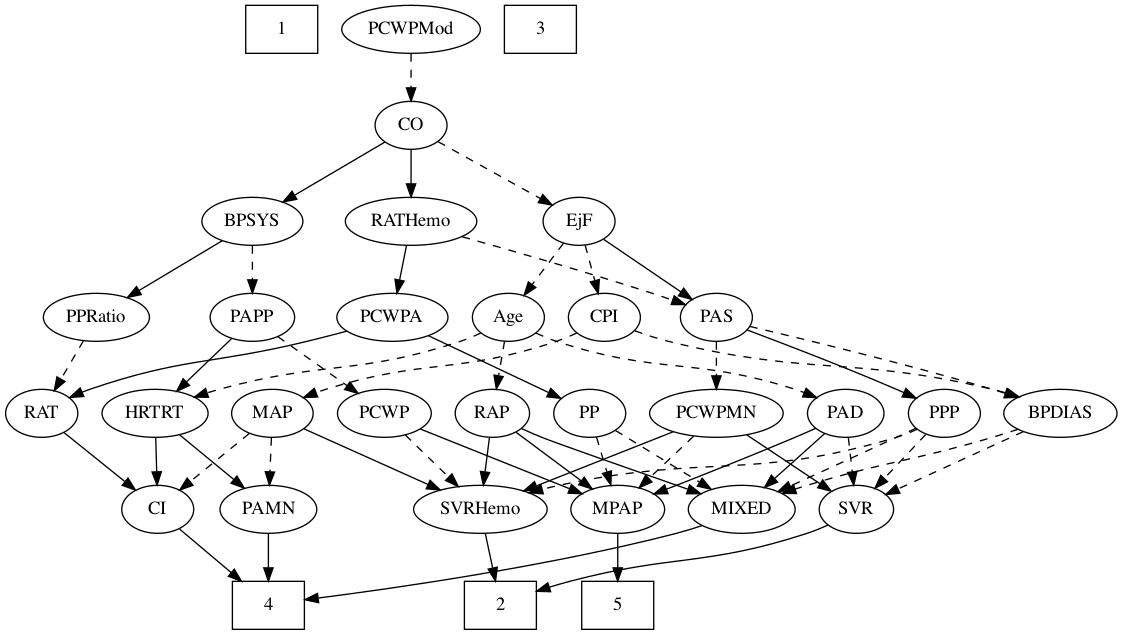 1
PCWPMod
3
CO
BPSYS
RATHemo
EjF
PPRatio
PAPP
PCWPA
Age
CPI
PAS
RAT
HRTRT
MAP
PCWP
RAP
PP
PCWPMN
PAD
PPP
BPDIAS
CI
PAMN
SVRHemo
MPAP
MIXED
SVR
4
2
5